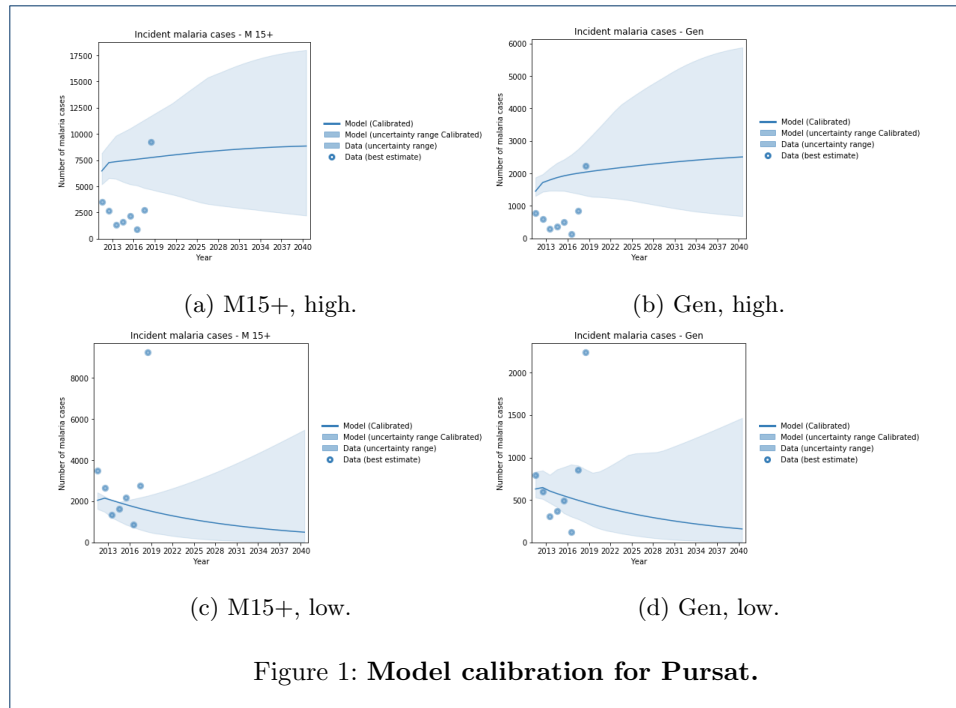 Incident malaria cases - M 15+
17500
15000
12500
10000
7500
5000
2500
0
Number of malaria cases
2013 2016 2019 2022 2025 2028 2031 2034 2037 2040
Year
Model (Calibrated)
Model (uncertainty range Calibrated)
Data (uncertainty range)
Data (best estimate)
(a) M15+, high.
Incident malaria cases - Gen
6000
5000
4000
3000
2000
1000
0
Number of malaria cases
2013 2016 2019 2022 2025 2028 2031 2034 2037 2040
Year
Model (Calibrated)
Model (uncertainty range Calibrated)
Data (uncertainty range)
Data (best estimate)
(b) Gen, high.
Incident malaria cases - M 15+
8000
6000
4000
2000
0
Number of malaria cases
2013 2016 2019 2022 2025 2028 2031 2034 2037 2040
Year
Model (Calibrated)
Model (uncertainty range Calibrated)
Data (uncertainty range)
Data (best estimate)
(c) M15+, low.
Incident malaria cases - Gen
2000
1500
1000
500
0
Number of malaria cases
2013 2016 2019 2022 2025 2028 2031 2034 2037 2040
Year
Model (Calibrated)
Model (uncertainty range Calibrated)
Data (uncertainty range)
Data (best estimate)
(d) Gen, low.
Figure 1: Model calibration for Pursat.